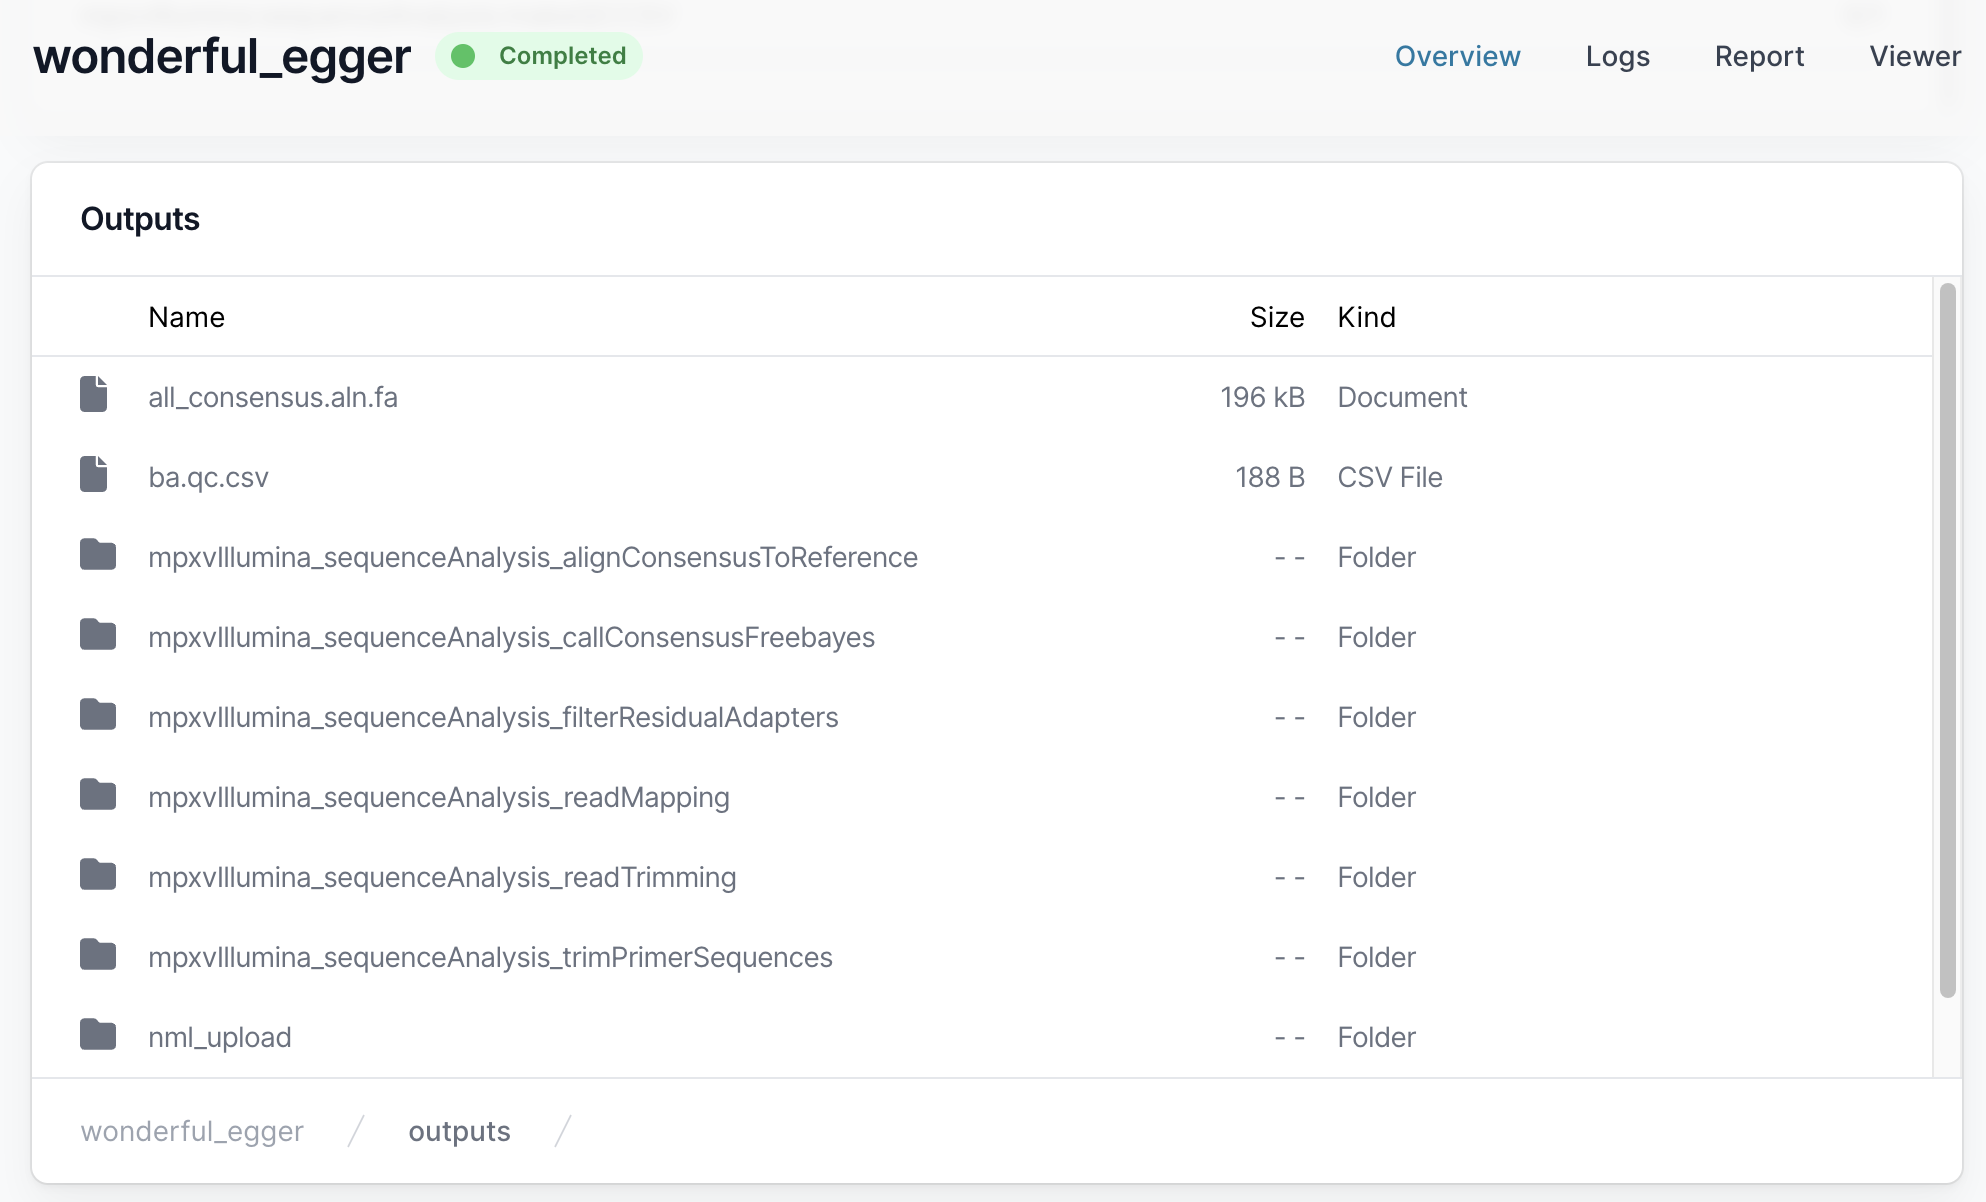 wonderful_egger Completed Overview Logs Report Viewer
Outputs
Name Size Kind
all_consensus.aln.fa 196 kB Document
ba.qc.csv 188 B CSV File
mpxvIllumina_sequenceAnalysis_alignConsensusToReference - - Folder
mpxvIllumina_sequenceAnalysis_callConsensusFreebayes - - Folder
mpxvIllumina_sequenceAnalysis_filterResidualAdapters - - Folder
mpxvIllumina_sequenceAnalysis_readMapping - - Folder
mpxvIllumina_sequenceAnalysis_readTrimming - - Folder
mpxvIllumina_sequenceAnalysis_trimPrimerSequences - - Folder
nml_upload - - Folder
wonderful_egger / outputs /